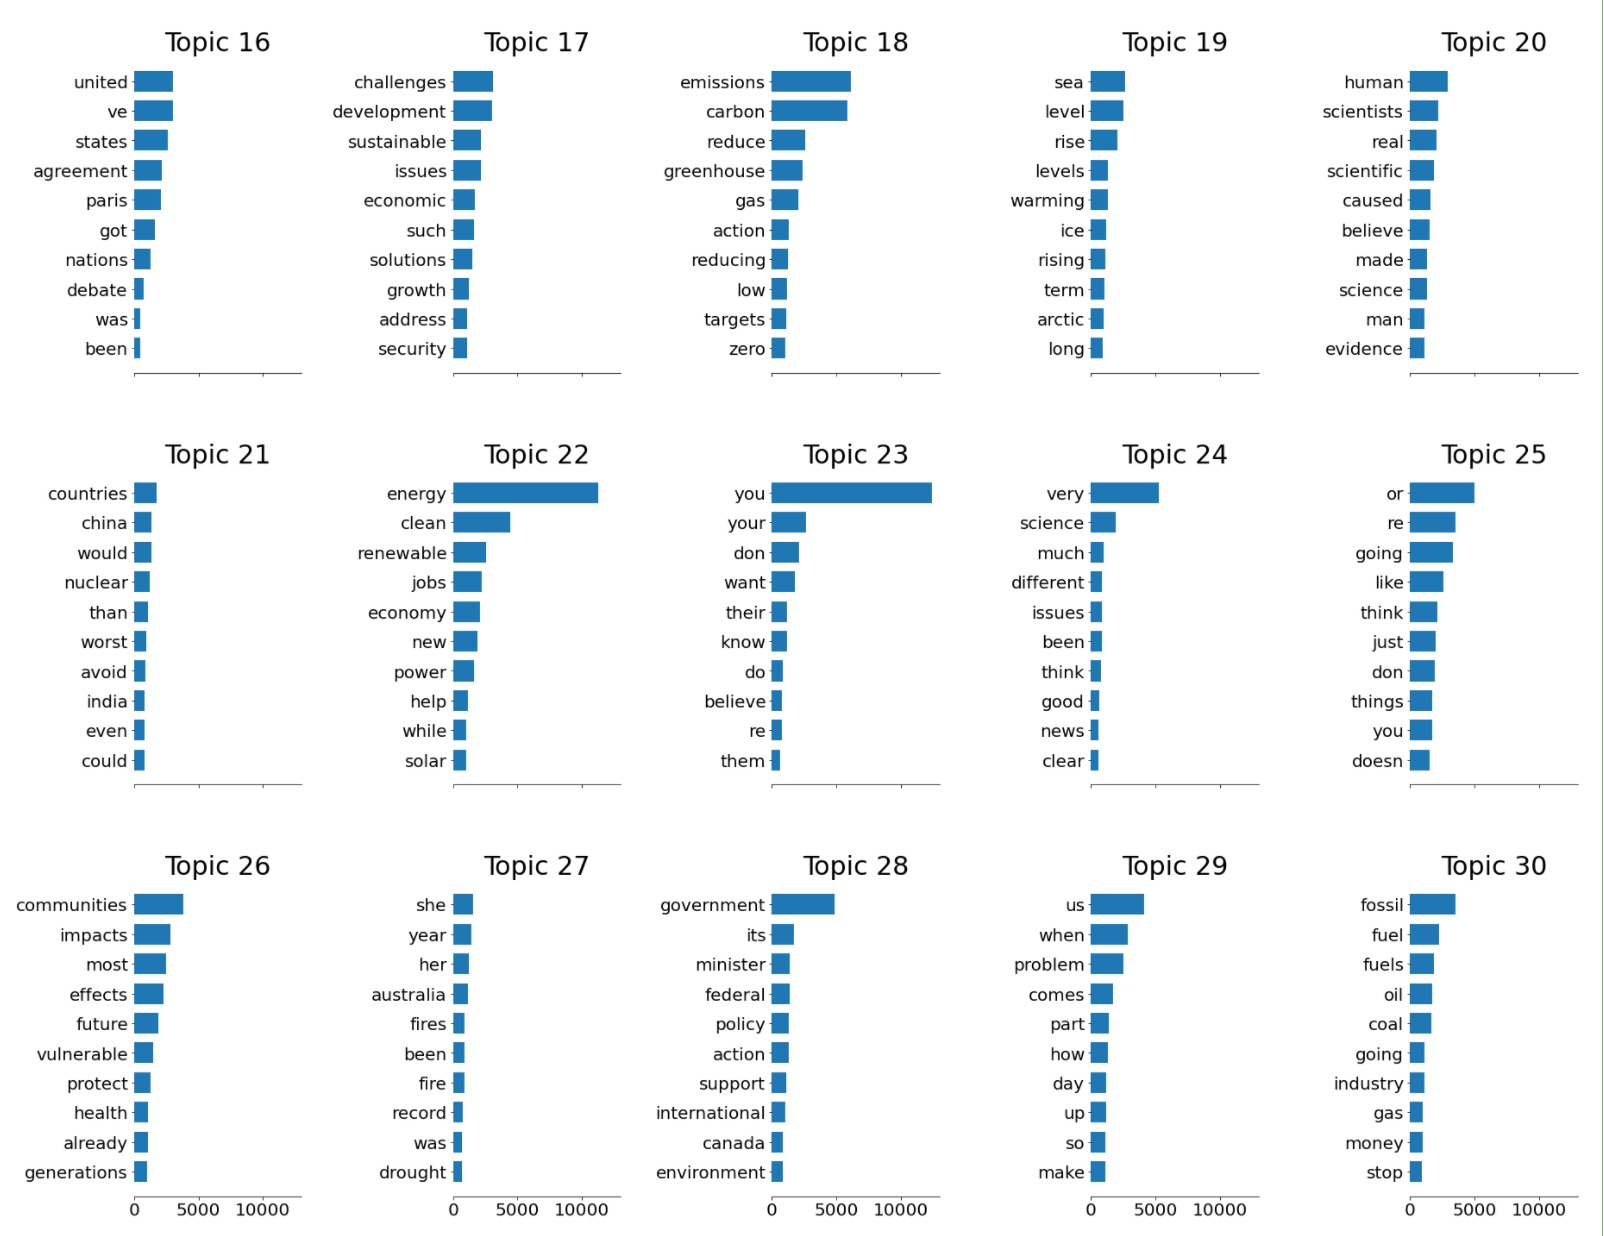 Topic 16
united
ve
states
agreement
paris
got
nations
debate
was
been
Topic 17
challenges
development
sustainable
issues
economic
such
solutions
growth
address
security
Topic 18
emissions
carbon
reduce
greenhouse
gas
action
reducing
low
targets
zero
Topic 19
sea
level
rise
levels
warming
ice
rising
term
arctic
long
Topic 20
human
scientists
real
scientific
caused
believe
made
science
man
evidence
Topic 21
countries
china
would
nuclear
than
worst
avoid
india
even
could
Topic 22
energy
clean
renewable
jobs
economy
new
power
help
while
solar
Topic 23
you
your
don
want
their
know
do
believe
re
them
Topic 24
very
science
much
different
issues
been
think
good
news
clear
Topic 25
or
re
going
like
think
just
don
things
you
doesn
Topic 26
communities
impacts
most
effects
future
vulnerable
protect
health
already
generations
0 5000 10000
Topic 27
she
year
her
australia
fires
been
fire
record
was
drought
0 5000 10000
Topic 28
government
its
minister
federal
policy
action
support
international
canada
environment
0 5000 10000
Topic 29
us
when
problem
comes
part
how
day
up
so
make
0 5000 10000
Topic 30
fossil
fuel
fuels
oil
coal
going
industry
gas
money
stop
0 5000 10000